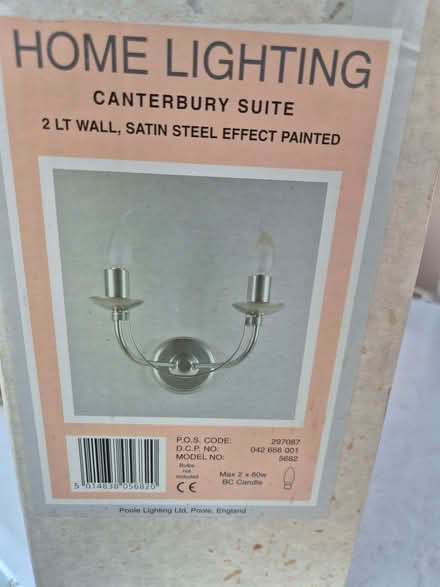 HOME LIGHTING
CANTERBURY SUITE
2 LT WALL, SATIN STEEL EFFECT PAINTED
P.O.S. CODE: 297087
D.C.P. NO: 042 656 001
MODEL NO: 5682
Bulbs
not
included
Max 2 x 60w
BC Candle
CE
5 014838 056820
Poole Lighting Ltd, Poole, England